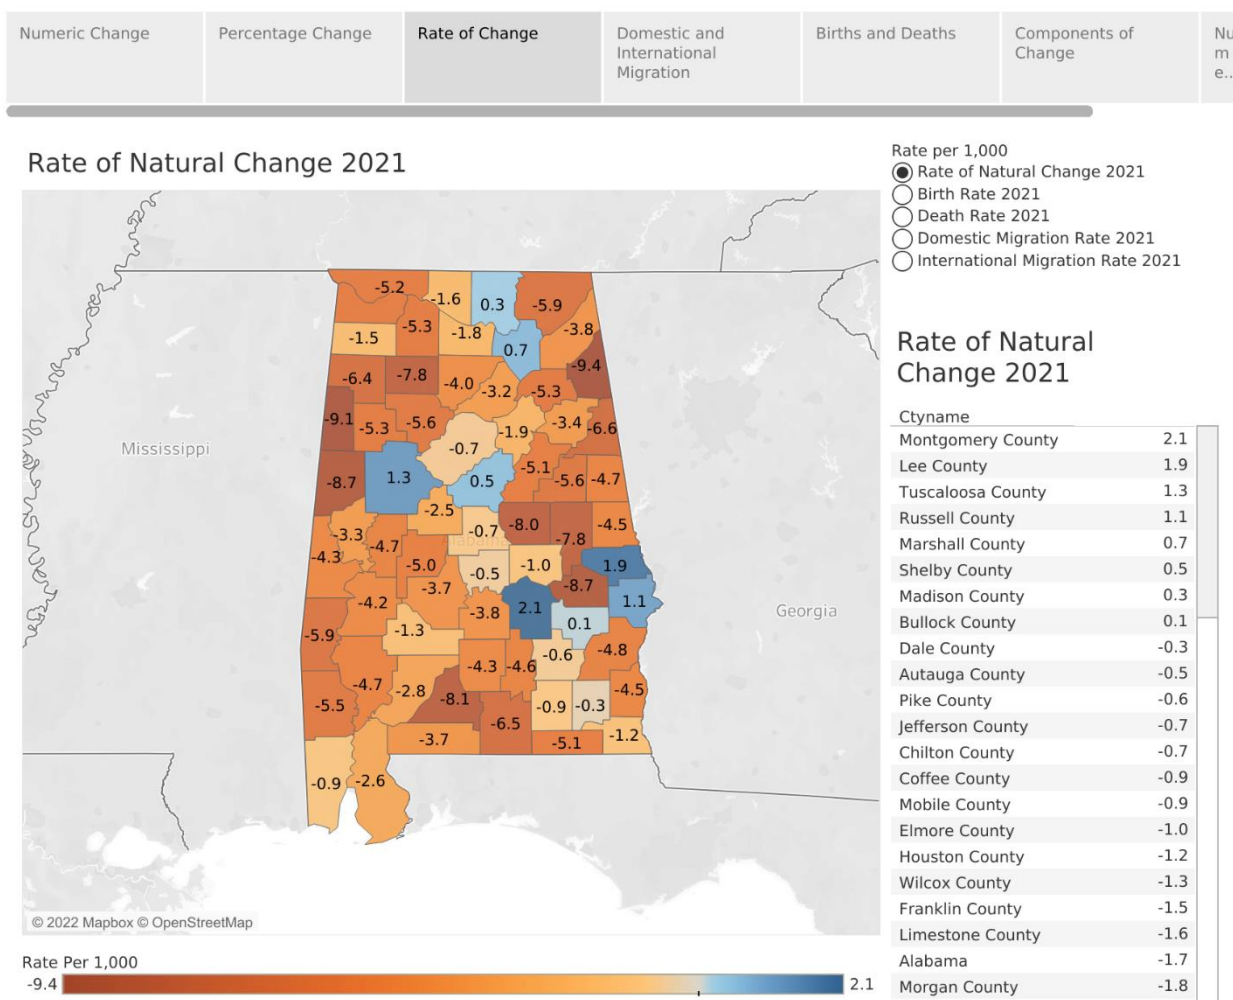 Numeric Change
Percentage Change
Rate of Change
Domestic and
International
Migration
Births and Deaths
Components of
Change
Nu
m
e..
Rate of Natural Change 2021
Rate per 1,000
Rate of Natural Change 2021
Birth Rate 2021
Death Rate 2021
Domestic Migration Rate 2021
International Migration Rate 2021
-5.2
-1.6
0.3
-5.9
-1.5
-5.3
-1.8
0.7
-3.8
-6.4
-7.8
-4.0
-3.2
-5.3
-9.4
-9.1
-5.3
-5.6
-0.7
-1.9
-3.4
-6.6
Mississippi
-8.7
1.3
0.5
-5.1
-5.6
-4.7
-2.5
-3.3
-4.3
-4.7
-0.7
-8.0
-7.8
-4.5
Alabama
-5.0
-0.5
-1.0
1.9
-3.7
-8.7
-4.2
-3.8
2.1
1.1
0.1
Georgia
-5.9
-1.3
-4.3
-4.6
-0.6
-4.8
-5.5
-4.7
-2.8
-8.1
-6.5
-0.9
-0.3
-4.5
-3.7
-5.1
-1.2
-0.9
-2.6
© 2022 Mapbox © OpenStreetMap
Rate Per 1,000
-9.4
2.1
Rate of Natural
Change 2021
Ctyname
Montgomery County 2.1
Lee County 1.9
Tuscaloosa County 1.3
Russell County 1.1
Marshall County 0.7
Shelby County 0.5
Madison County 0.3
Bullock County 0.1
Dale County -0.3
Autauga County -0.5
Pike County -0.6
Jefferson County -0.7
Chilton County -0.7
Coffee County -0.9
Mobile County -0.9
Elmore County -1.0
Houston County -1.2
Wilcox County -1.3
Franklin County -1.5
Limestone County -1.6
Alabama -1.7
Morgan County -1.8